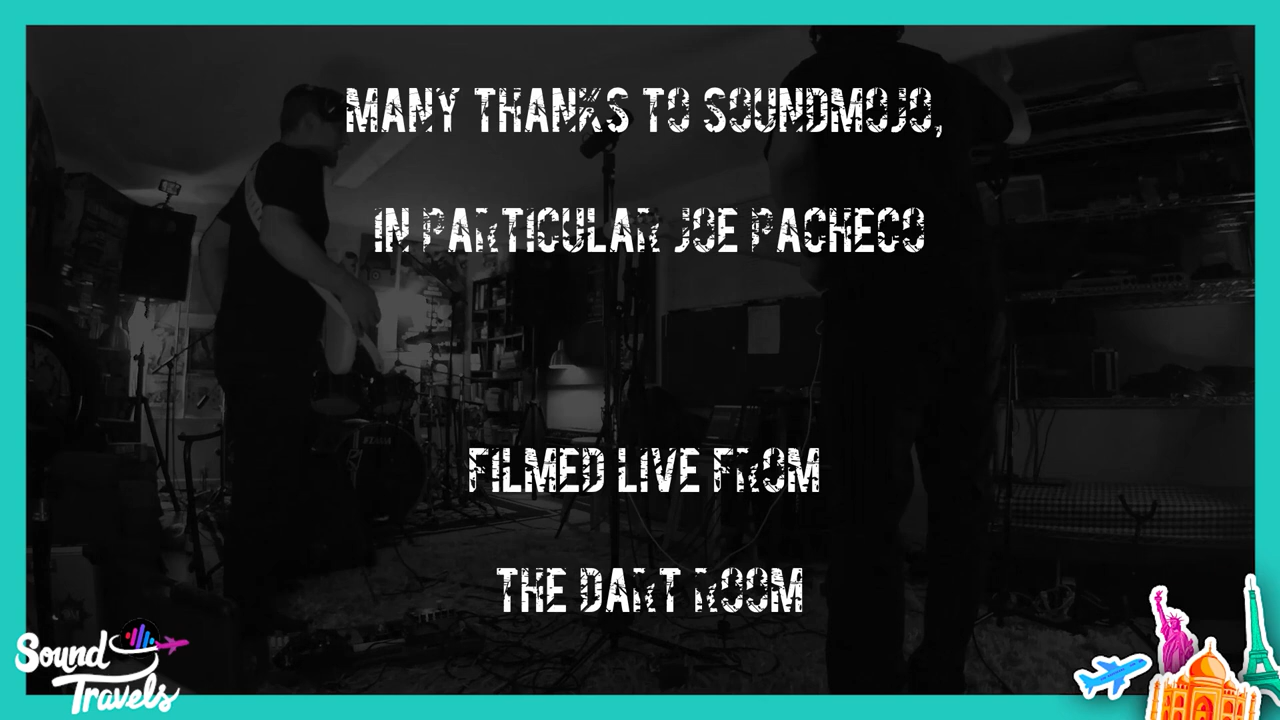 MANY THANKS TO SOUNDMOJO,
IN PARTICULAR JOE PACHECO
FILMED LIVE FROM
THE DART ROOM
Sound
Travels